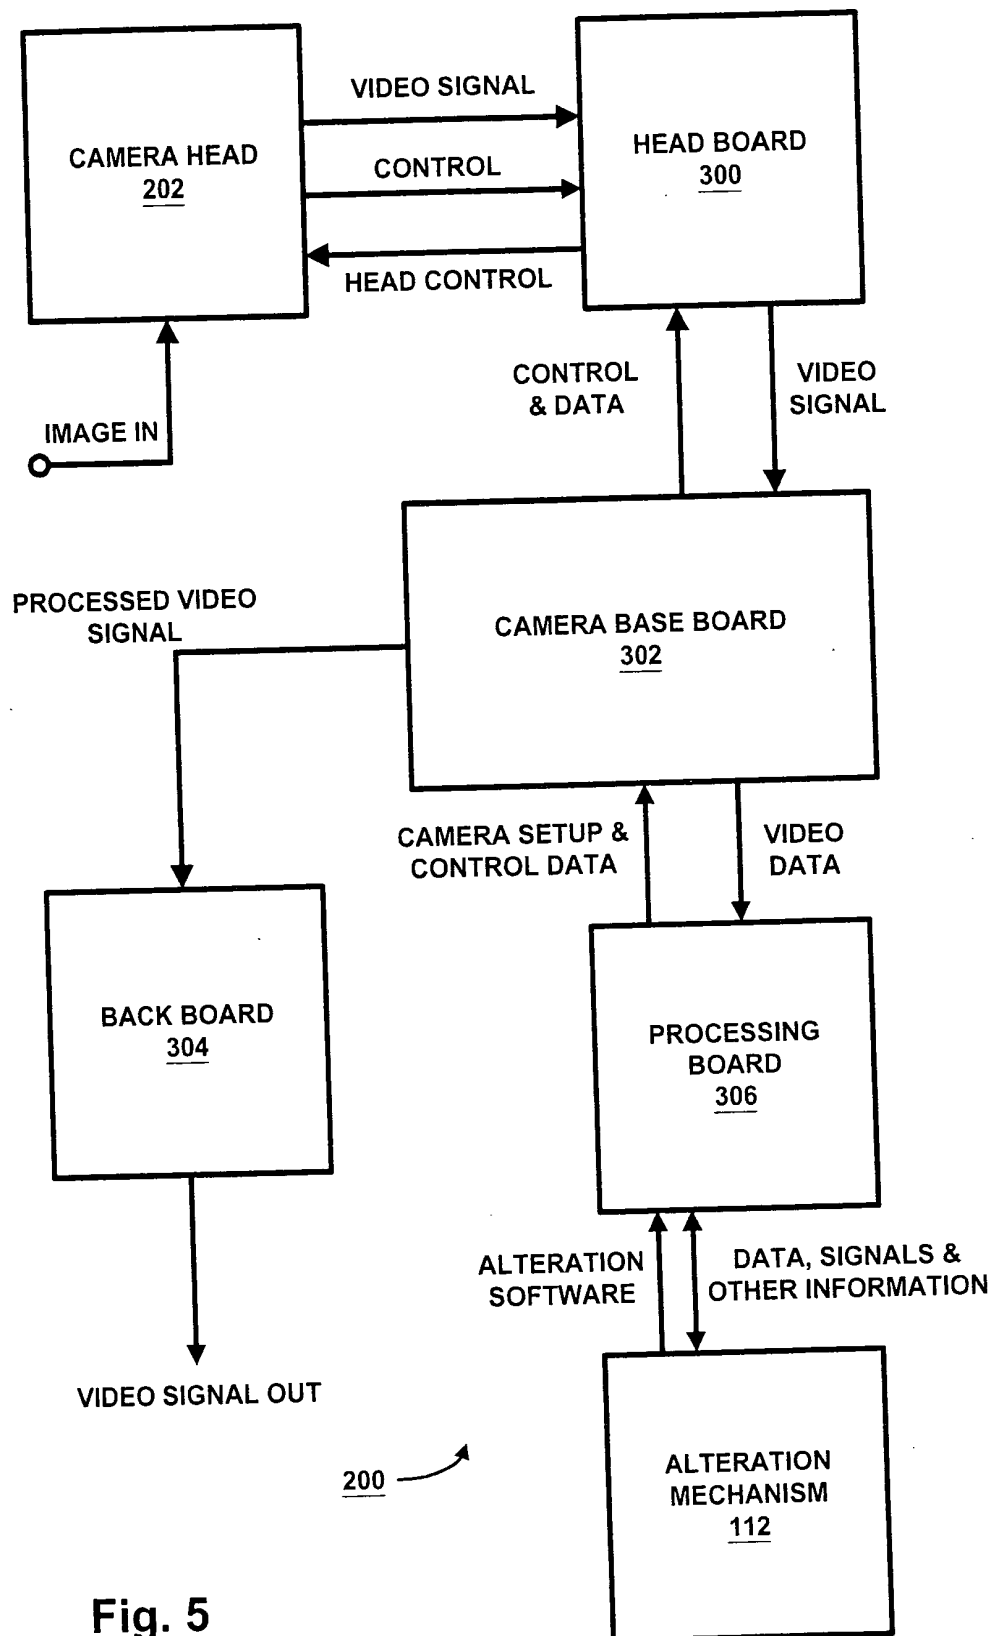 VIDEO SIGNAL
CAMERA HEAD
202
CONTROL
HEAD CONTROL
HEAD BOARD
300
IMAGE IN
CONTROL
& DATA
VIDEO
SIGNAL
PROCESSED VIDEO
SIGNAL
CAMERA BASE BOARD
302
CAMERA SETUP &
CONTROL DATA
VIDEO
DATA
BACK BOARD
304
PROCESSING
BOARD
306
ALTERATION
SOFTWARE
DATA, SIGNALS &
OTHER INFORMATION
VIDEO SIGNAL OUT
200
ALTERATION
MECHANISM
112
Fig. 5